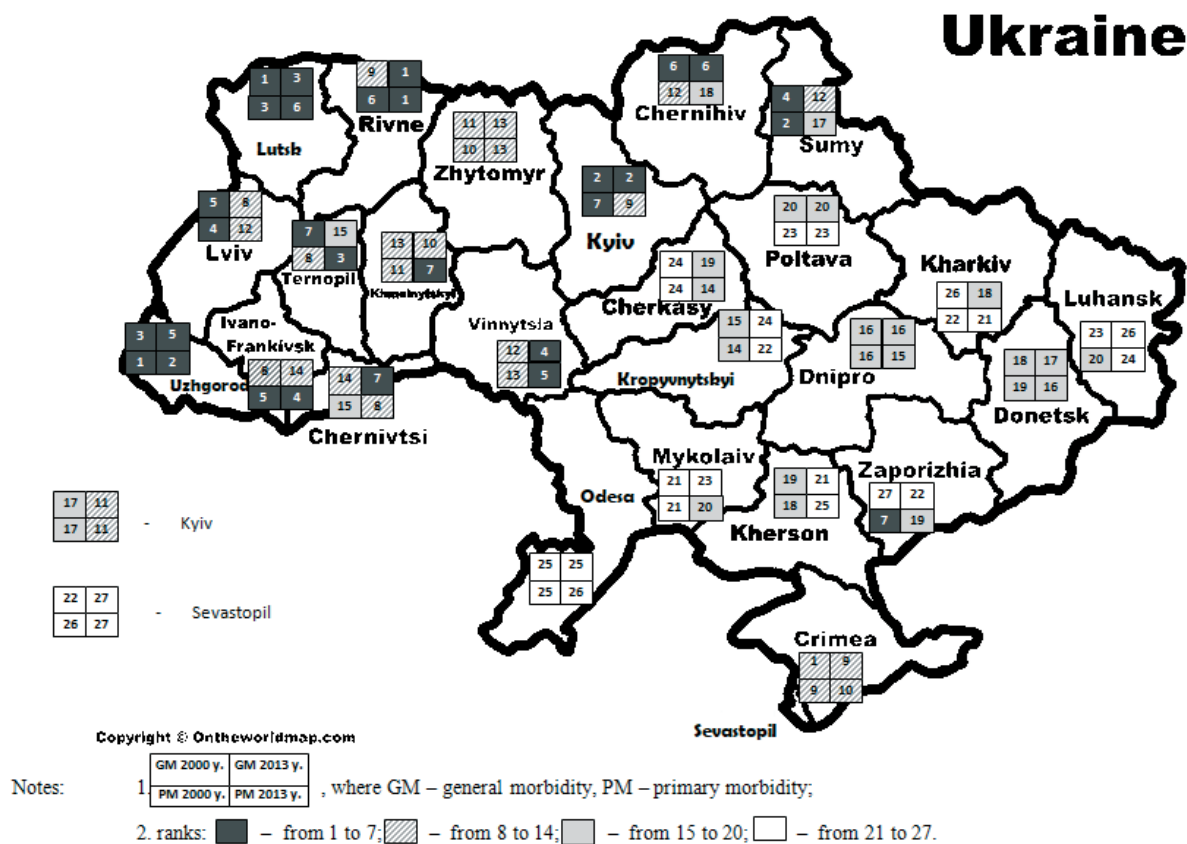 Ukraine
1 3
3 6
Lutsk
9 1
6 1
Rivne
11 13
10 13
Zhytomyr
6 6
12 18
Chernihiv
4 12
2 17
Sumy
2 2
7 9
Kyiv
5 8
4 12
Lviv
7 15
8 3
Ternopil
13 10
11 7
Khmelnytskyi
20 20
23 23
Poltava
24 19
24 14
Cherkasy
Kharkiv
26 18
22 21
Luhansk
23 26
20 24
3 5
1 2
Uzhgorod
Ivano-
Frankivsk
8 14
5 4
14 7
15 8
Chernivtsi
Vinnytsia
12 4
13 5
15 24
14 22
Kropyvnytskyi
16 16
16 15
Dnipro
18 17
19 16
Donetsk
Mykolaiv
21 23
21 20
Odesa
25 25
25 26
19 21
18 25
Kherson
Zaporizhia
27 22
7 19
17 11
17 11
- Kyiv
22 27
26 27
- Sevastopil
Crimea
1 9
9 10
Sevastopil
Copyright © Ontheworldmap.com
Notes: 1. GM 2000 y. GM 2013 y. PM 2000 y. PM 2013 y. , where GM – general morbidity, PM – primary morbidity;
2. ranks: – from 1 to 7; – from 8 to 14; – from 15 to 20; – from 21 to 27.